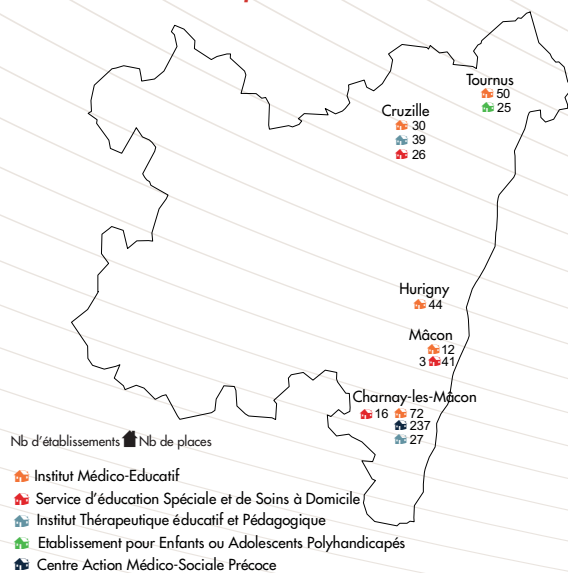 Tournus
50
25
Cruzille
30
39
26
Hurigny
44
Mâcon
12
3 41
Charnay-les-Mâcon
16 72
237
27
Nb d'établissements Nb de places
Institut Médico-Educatif
Service d'éducation Spéciale et de Soins à Domicile
Institut Thérapeutique éducatif et Pédagogique
Etablissement pour Enfants ou Adolescents Polyhandicapés
Centre Action Médico-Sociale Précoce